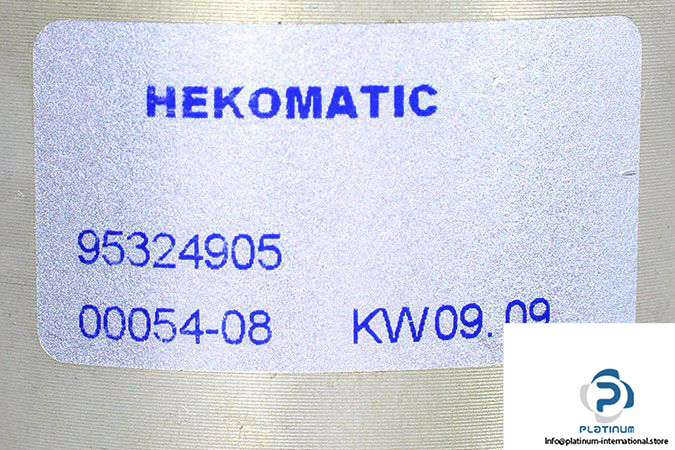 HEKOMATIC
95324905
00054-08 KW09.09
PLATINUM
Info@platinum-international.store